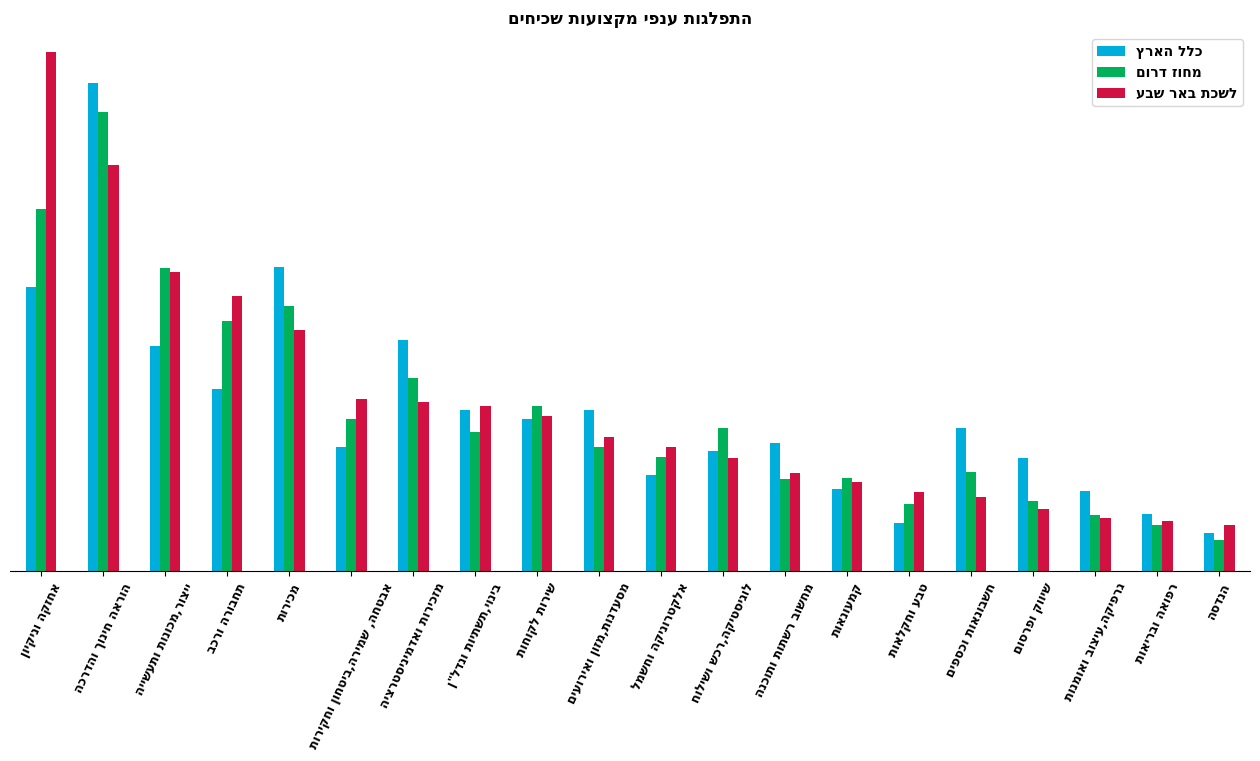 התפלגות ענפי מקצועות שכיחים
כלל הארץ
מחוז דרום
לשכת באר שבע
אחזקה וניקיון
הוראה חינוך והדרכה
ייצור,מכונות ותעשייה
תחבורה ורכב
מכירות
אבטחה, שמירה,ביטחון וחקירות
מזכירות ואדמיניסטרציה
בינוי,תשתיות ונדל"ן
שירות לקוחות
מסעדנות,מזון ואירועים
אלקטרוניקה וחשמל
לוגיסטיקה,רכש ושילוח
מחשוב רשתות ותוכנה
קמעונאות
טבע וחקלאות
חשבונאות וכספים
שיווק ופרסום
גרפיקה,עיצוב ואומנות
רפואה ובריאות
הנדסה